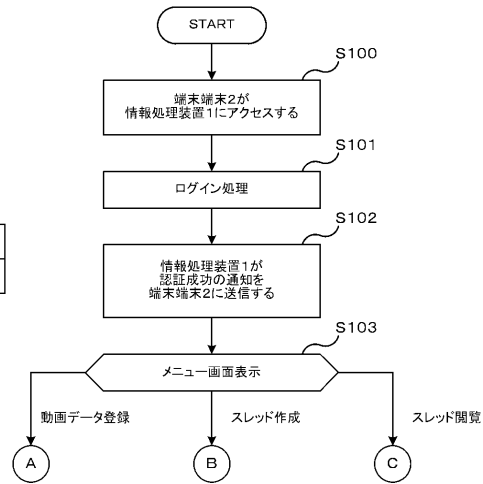 START
S100
端末端末2が
情報処理装置1にアクセスする
S101
ログイン処理
S102
情報処理装置1が
認証成功の通知を
端末端末2に送信する
S103
メニュー画面表示
動画データ登録
スレッド作成
スレッド閲覧
A
B
C